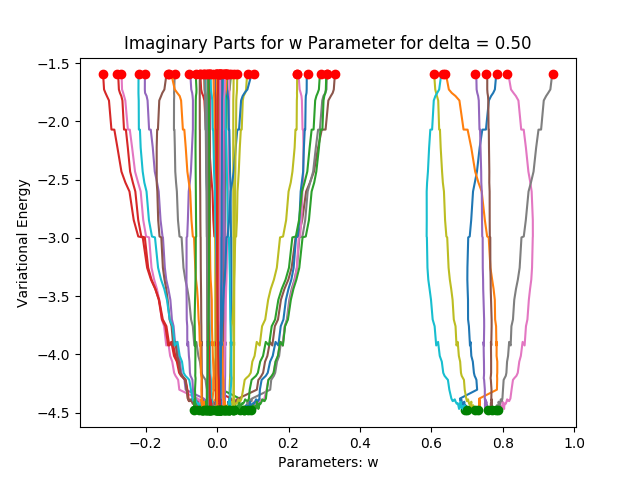 Imaginary Parts for w Parameter for delta = 0.50
Variational Energy
−1.5
−2.0
−2.5
−3.0
−3.5
−4.0
−4.5
−0.2 0.0 0.2 0.4 0.6 0.8 1.0
Parameters: w